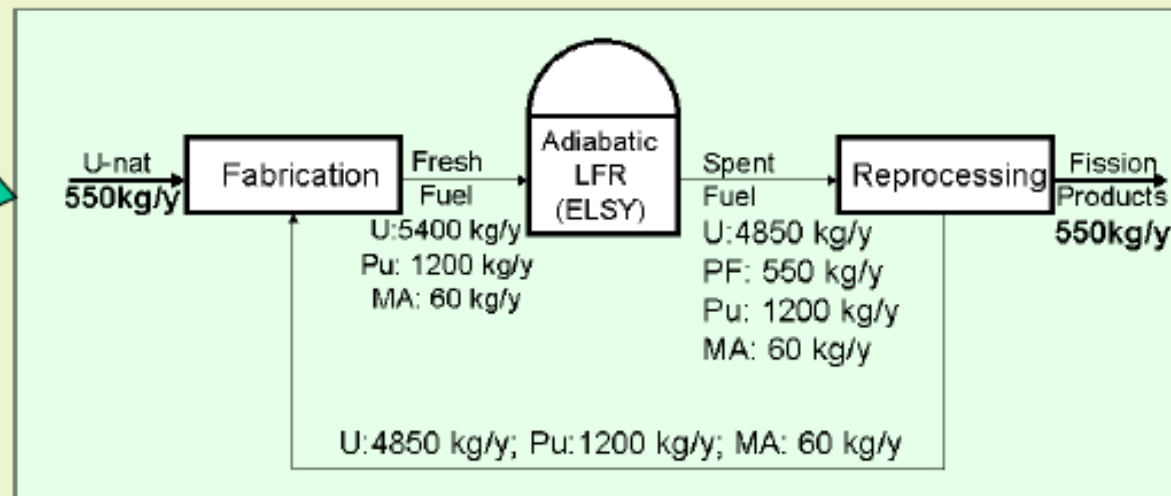 U-nat
550kg/y
Fabrication
Fresh
Fuel
U:5400 kg/y
Pu: 1200 kg/y
MA: 60 kg/y
Adiabatic
LFR
(ELSY)
Spent
Fuel
U:4850 kg/y
PF: 550 kg/y
Pu: 1200 kg/y
MA: 60 kg/y
Reprocessing
Fission
Products
550kg/y
U:4850 kg/y; Pu:1200 kg/y; MA: 60 kg/y